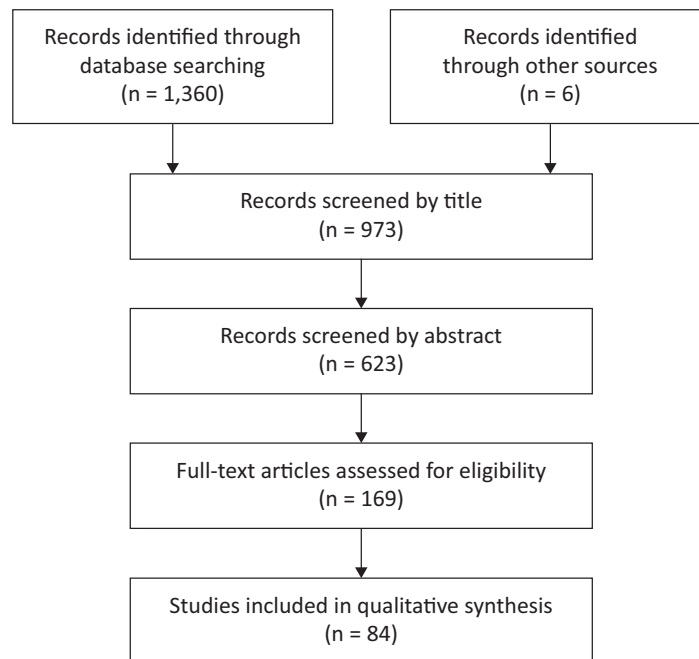 Records identified through
database searching
(n = 1,360)
Records identified
through other sources
(n = 6)
Records screened by title
(n = 973)
Records screened by abstract
(n = 623)
Full-text articles assessed for eligibility
(n = 169)
Studies included in qualitative synthesis
(n = 84)